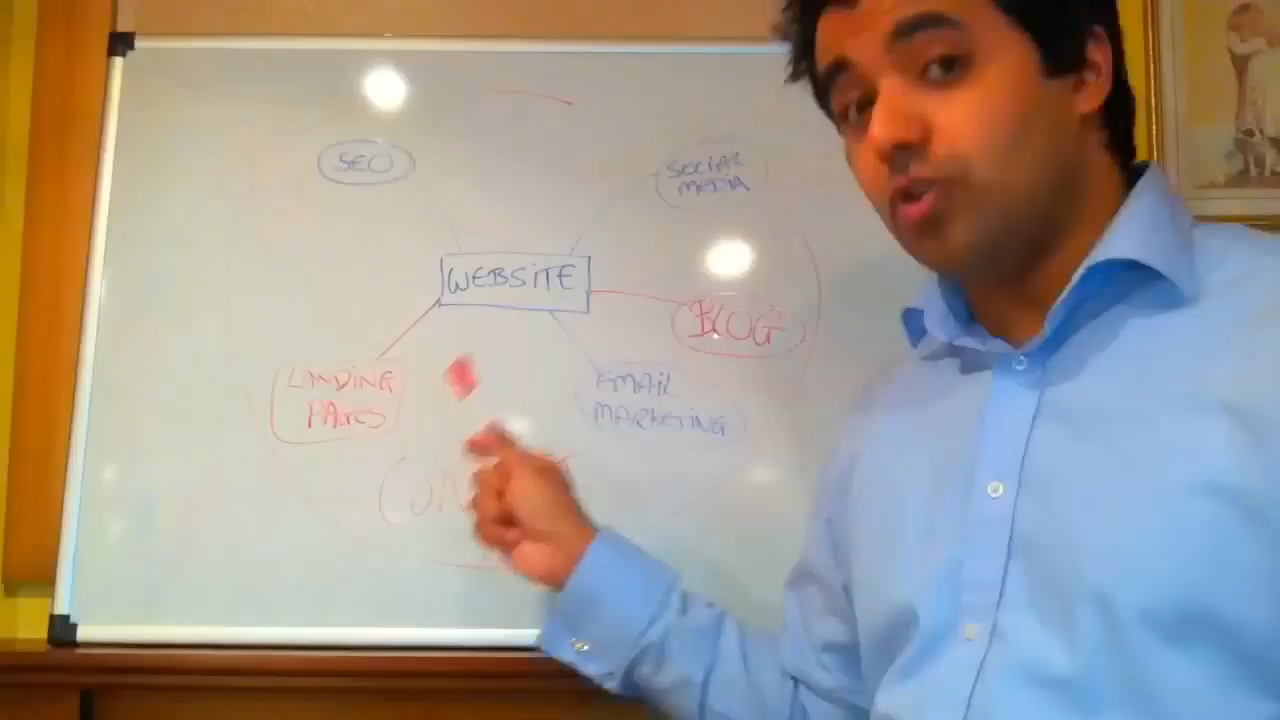 SEO
SOCIAL
MEDIA
WEBSITE
BLOG
LANDING
PAGES
EMAIL
MARKETING